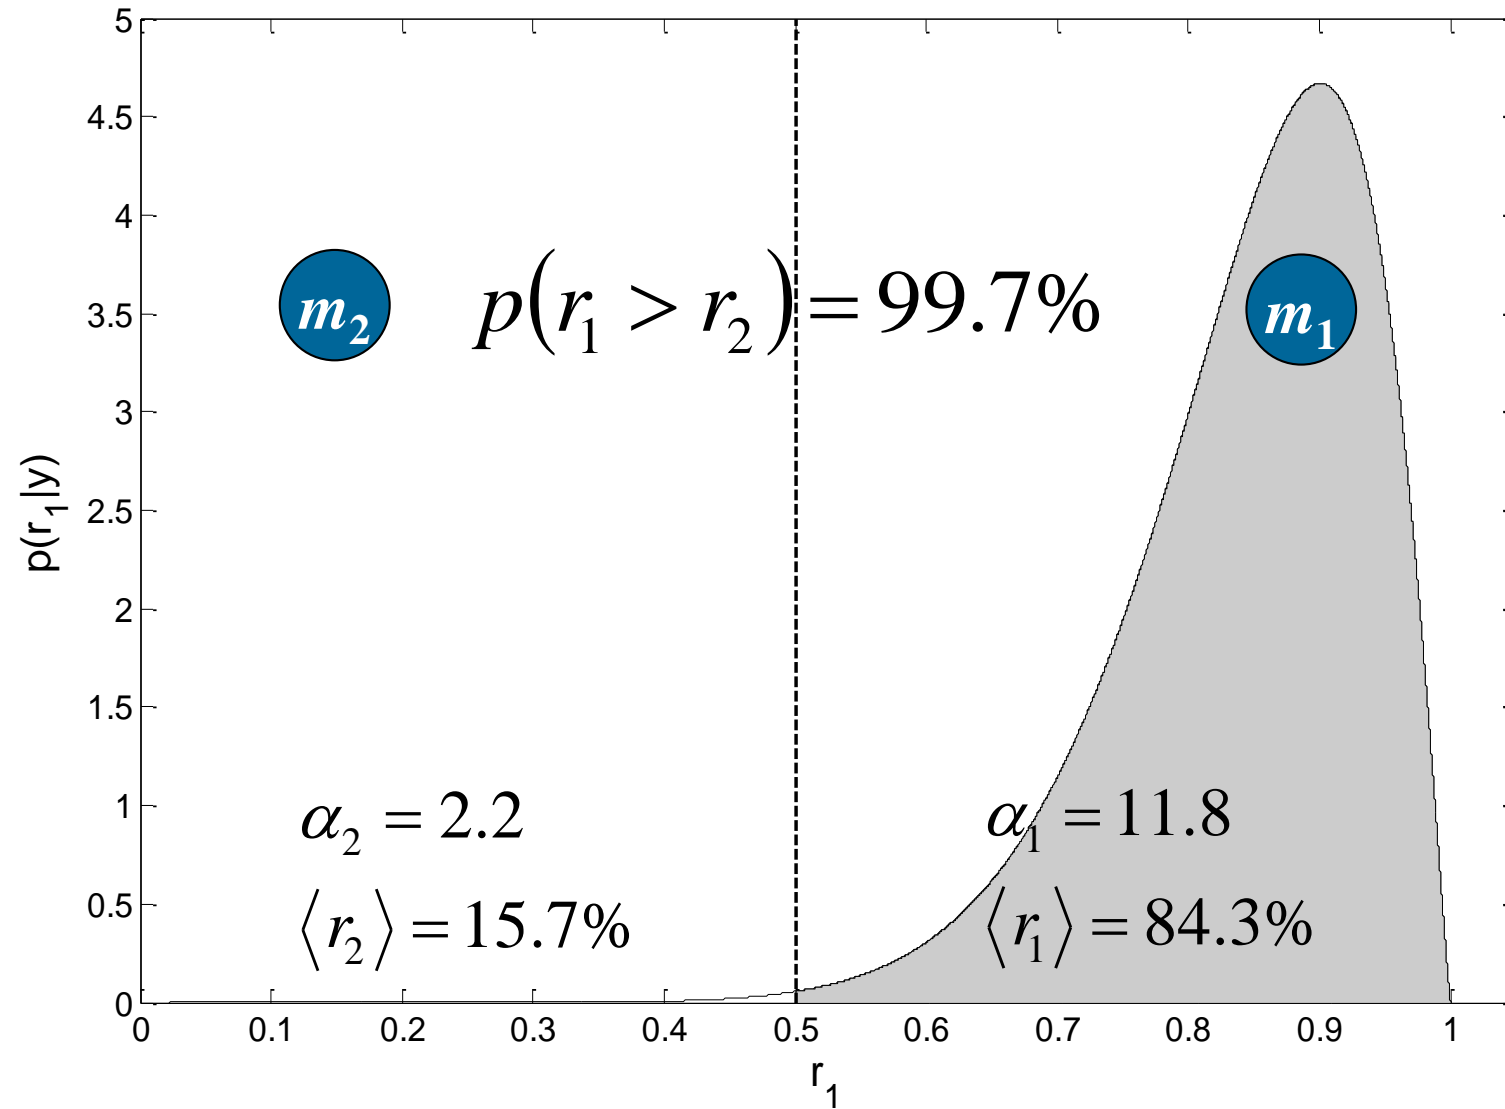 5
4.5
4
3.5
3
2.5
2
1.5
1
0.5
0
p(r₁|y)
m₂
p(r₁ > r₂) = 99.7%
m₁
α₂ = 2.2
α₁ = 11.8
⟨r₂⟩ = 15.7%
⟨r₁⟩ = 84.3%
0 0.1 0.2 0.3 0.4 0.5 0.6 0.7 0.8 0.9 1
r₁